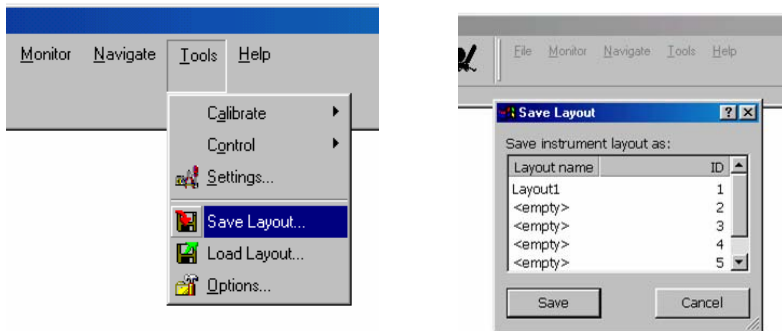 Monitor Navigate Tools Help
Calibrate
Control
Settings...
Save Layout...
Load Layout...
Options...
File Monitor Navigate Tools Help
Save Layout
Save instrument layout as:
Layout name ID
Layout1 1
<empty> 2
<empty> 3
<empty> 4
<empty> 5
Save Cancel